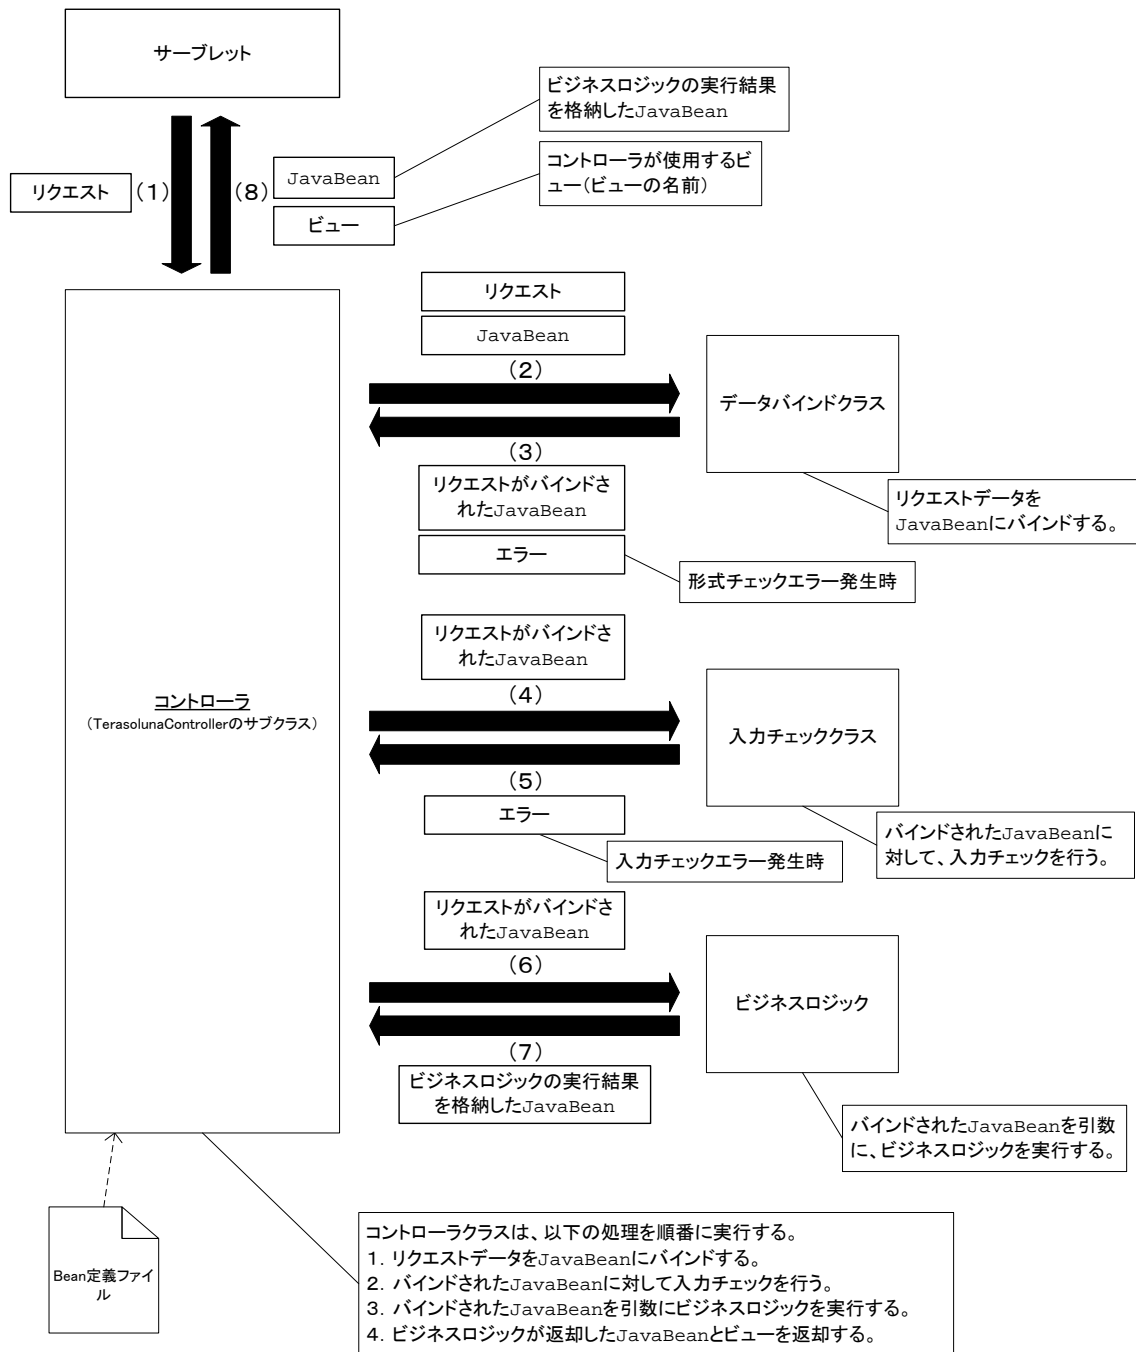 サーブレット
ビジネスロジックの実行結果
を格納したJavaBean
コントローラが使用するビ
ュー(ビューの名前)
リクエスト
(1)
(8)
JavaBean
ビュー
リクエスト
JavaBean
(2)
データバインドクラス
(3)
リクエストがバインドさ
れたJavaBean
リクエストデータを
JavaBeanにバインドする。
エラー
形式チェックエラー発生時
リクエストがバインドさ
れたJavaBean
コントローラ
(TerasolunaControllerのサブクラス)
(4)
入力チェッククラス
(5)
エラー
バインドされたJavaBeanに
対して、入力チェックを行う。
入力チェックエラー発生時
リクエストがバインドさ
れたJavaBean
(6)
ビジネスロジック
(7)
ビジネスロジックの実行結果
を格納したJavaBean
バインドされたJavaBeanを引数
に、ビジネスロジックを実行する。
Bean定義ファイ
ル
コントローラクラスは、以下の処理を順番に実行する。
1. リクエストデータをJavaBeanにバインドする。
2. バインドされたJavaBeanに対して入力チェックを行う。
3. バインドされたJavaBeanを引数にビジネスロジックを実行する。
4. ビジネスロジックが返却したJavaBeanとビューを返却する。